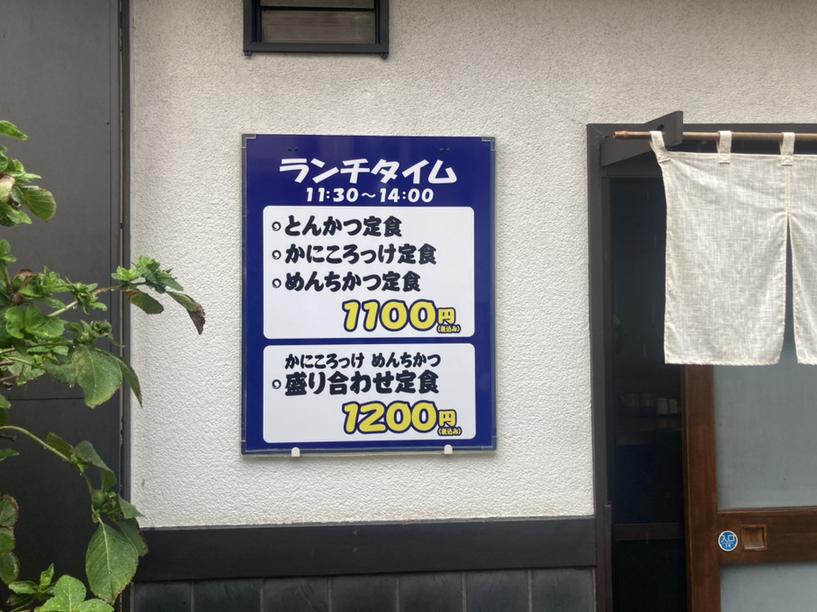 ランチタイム
11:30〜14:00
とんかつ定食
かにころっけ定食
めんちかつ定食
1100円
(税込み)
かにころっけ めんちかつ
盛り合わせ定食
1200円
(税込み)
入口